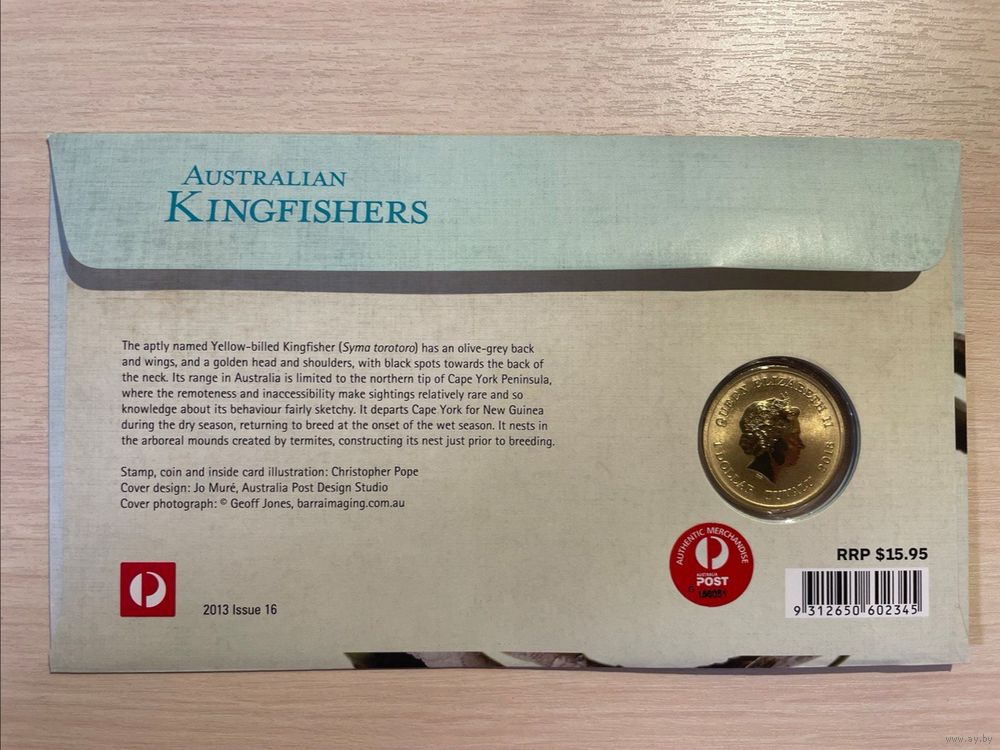 AUSTRALIAN
KINGFISHERS
The aptly named Yellow-billed Kingfisher (Syma torotoro) has an olive-grey back
and wings, and a golden head and shoulders, with black spots towards the back of
the neck. Its range in Australia is limited to the northern tip of Cape York Peninsula,
where the remoteness and inaccessibility make sightings relatively rare and so
knowledge about its behaviour fairly sketchy. It departs Cape York for New Guinea
during the dry season, returning to breed at the onset of the wet season. It nests in
the arboreal mounds created by termites, constructing its nest just prior to breeding.
Stamp, coin and inside card illustration: Christopher Pope
Cover design: Jo Muré, Australia Post Design Studio
Cover photograph: © Geoff Jones, barraimaging.com.au
2013 Issue 16
QUEEN ELIZABETH II
1 DOLLAR TUVALU 2013
AUTHENTIC MERCHANDISE
AUSTRALIA
POST
RRP $15.95
9 312650 602345
www.ay.by